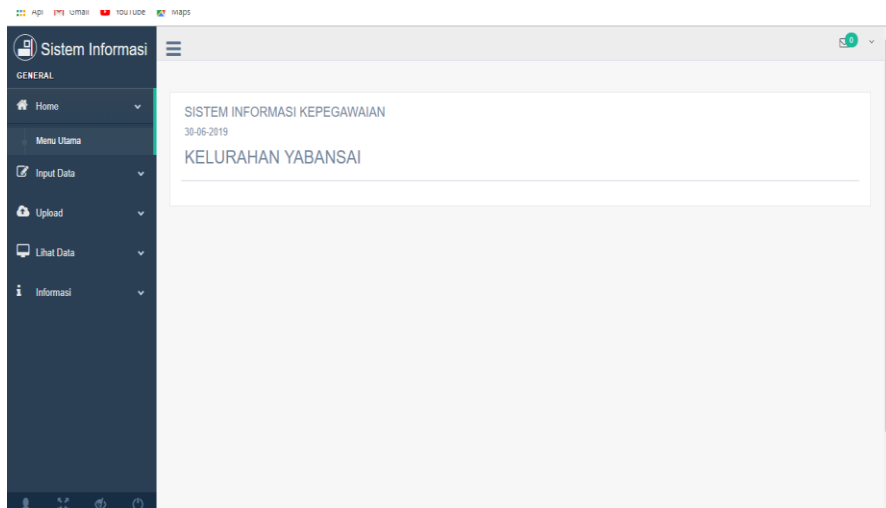 Gmail YouTube Maps
Sistem Informasi
0
GENERAL
Home
Menu Utama
Input Data
Upload
Lihat Data
Informasi
SISTEM INFORMASI KEPEGAWAIAN
30-06-2019
KELURAHAN YABANSAI